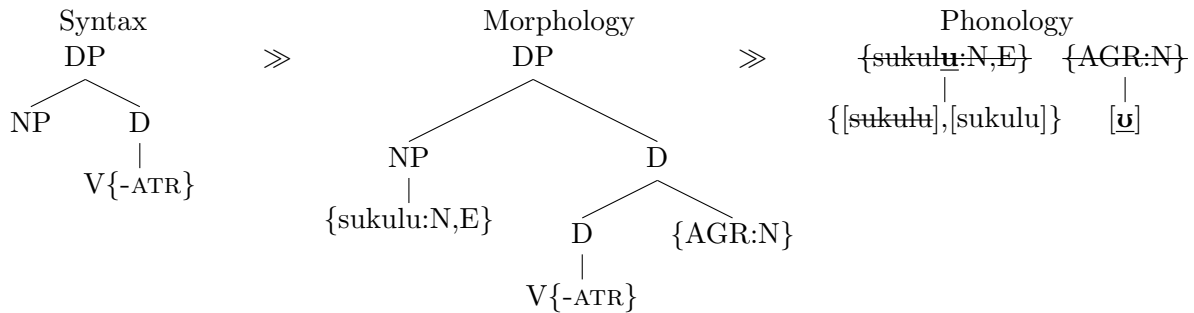 Syntax ≫ Morphology ≫ Phonology
DP DP {sukulu:N,E} {AGR:N}
NP D {[sukulu],[sukulu]} [ʊ]
V{-ATR} NP D
{sukulu:N,E} D {AGR:N}
V{-ATR}